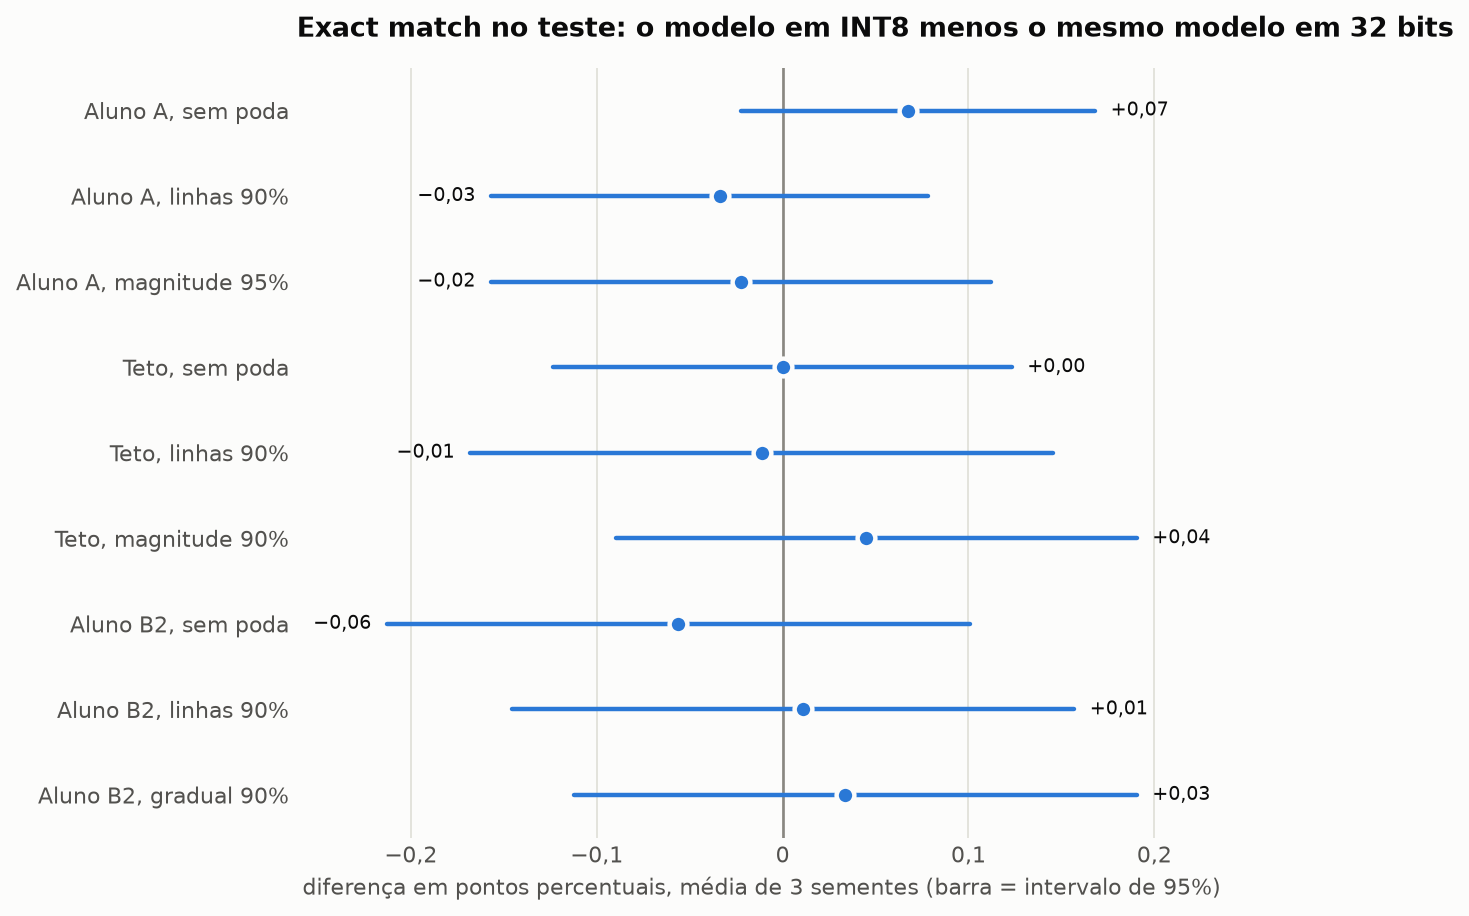 Exact match no teste: o modelo em INT8 menos o mesmo modelo em 32 bits
Aluno A, sem poda +0,07
Aluno A, linhas 90% −0,03
Aluno A, magnitude 95% −0,02
Teto, sem poda +0,00
Teto, linhas 90% −0,01
Teto, magnitude 90% +0,04
Aluno B2, sem poda −0,06
Aluno B2, linhas 90% +0,01
Aluno B2, gradual 90% +0,03
−0,2 −0,1 0 0,1 0,2
diferença em pontos percentuais, média de 3 sementes (barra = intervalo de 95%)